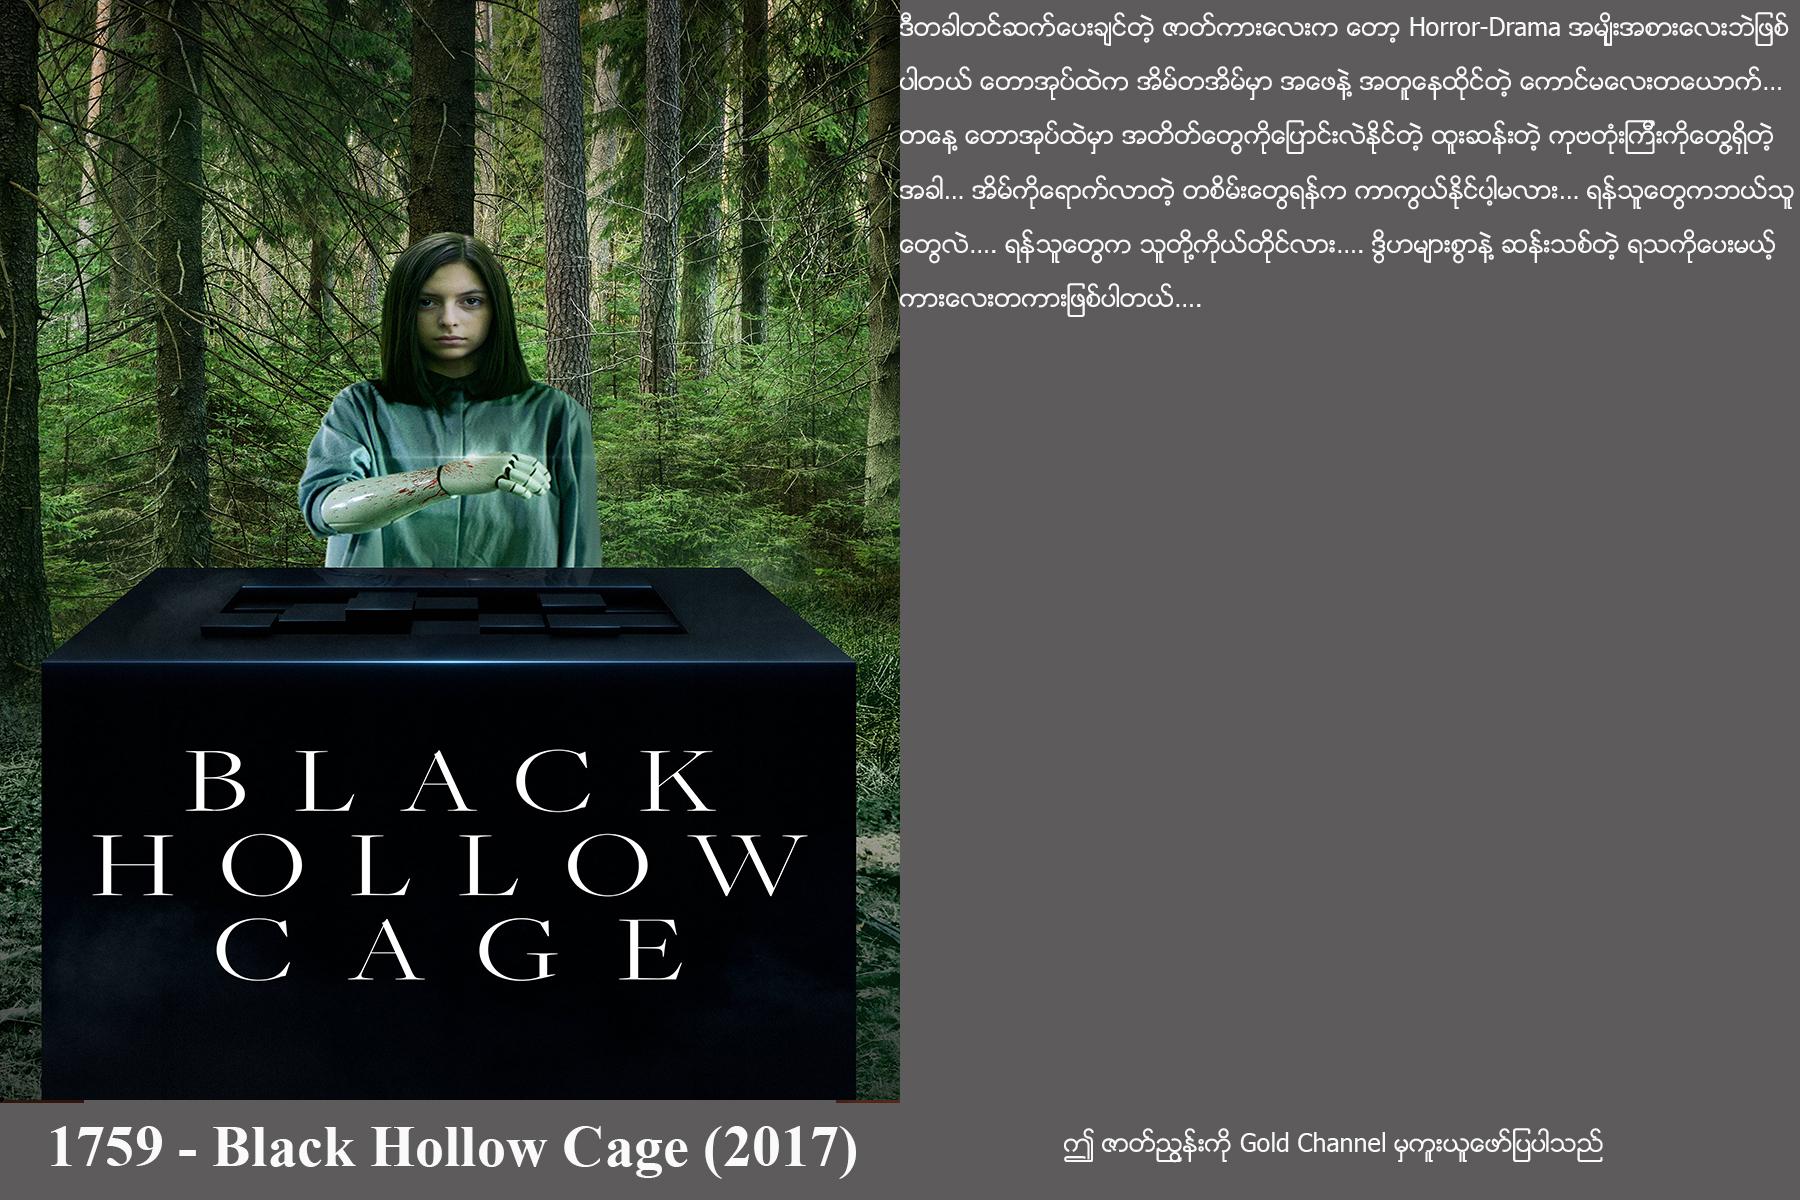 ဒီတခါတင်ဆက်ပေးချင်တဲ့ ဇာတ်ကားလေးက တော့ Horror-Drama အမျိုးအစားလေးဘဲဖြစ်
ပါတယ် တောအုပ်ထဲက အိမ်တအိမ်မှာ အဖေနဲ့ အတူနေထိုင်တဲ့ ကောင်မလေးတယောက်...
တနေ့ တောအုပ်ထဲမှာ အတိတ်တွေကိုပြောင်းလဲနိုင်တဲ့ ထူးဆန်းတဲ့ ကုဗတုံးကြီးကိုတွေ့ရှိတဲ့
အခါ... အိမ်ကိုရောက်လာတဲ့ တစိမ်းတွေရန်က ကာကွယ်နိုင်ပါ့မလား... ရန်သူတွေကဘယ်သူ
တွေလဲ.... ရန်သူတွေက သူတို့ကိုယ်တိုင်လား.... ဒွိဟများစွာနဲ့ ဆန်းသစ်တဲ့ ရသကိုပေးမယ့်
ကားလေးတကားဖြစ်ပါတယ်....
BLACK
HOLLOW
CAGE
1759 - Black Hollow Cage (2017)
ဤ ဇာတ်ညွှန်းကို Gold Channel မှကူးယူဖော်ပြပါသည်